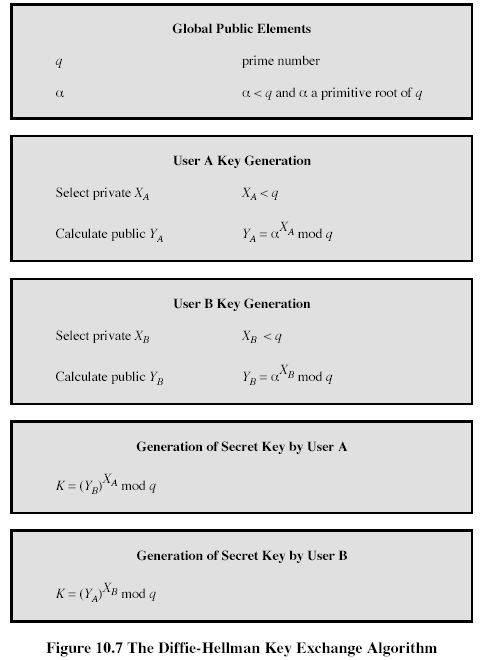 Global Public Elements
q prime number
α α < q and α a primitive root of q
User A Key Generation
Select private X_A X_A < q
Calculate public Y_A Y_A = α^X_A mod q
User B Key Generation
Select private X_B X_B < q
Calculate public Y_B Y_B = α^X_B mod q
Generation of Secret Key by User A
K = (Y_B)^X_A mod q
Generation of Secret Key by User B
K = (Y_A)^X_B mod q
Figure 10.7 The Diffie-Hellman Key Exchange Algorithm